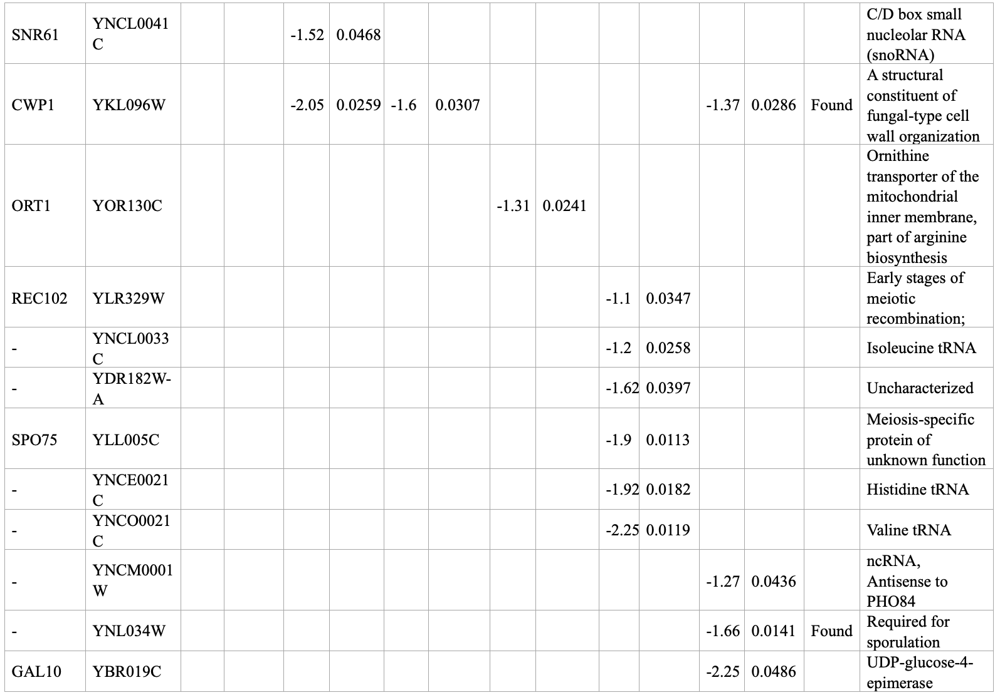 SNR61 YNCL0041 C -1.52 0.0468 C/D box small
nucleolar RNA
(snoRNA)
CWP1 YKL096W -2.05 0.0259 -1.6 0.0307 -1.37 0.0286 Found A structural
constituent of
fungal-type cell
wall organization
ORT1 YOR130C -1.31 0.0241 Ornithine
transporter of the
mitochondrial
inner membrane,
part of arginine
biosynthesis
REC102 YLR329W -1.1 0.0347 Early stages of
meiotic
recombination;
- YNCL0033
C -1.2 0.0258 Isoleucine tRNA
- YDR182W-
A -1.62 0.0397 Uncharacterized
SPO75 YLL005C -1.9 0.0113 Meiosis-specific
protein of
unknown function
- YNCE0021
C -1.92 0.0182 Histidine tRNA
- YNCO0021
C -2.25 0.0119 Valine tRNA
- YNCM0001
W -1.27 0.0436 ncRNA,
Antisense to
PHO84
- YNL034W -1.66 0.0141 Found Required for
sporulation
GAL10 YBR019C -2.25 0.0486 UDP-glucose-4-
epimerase